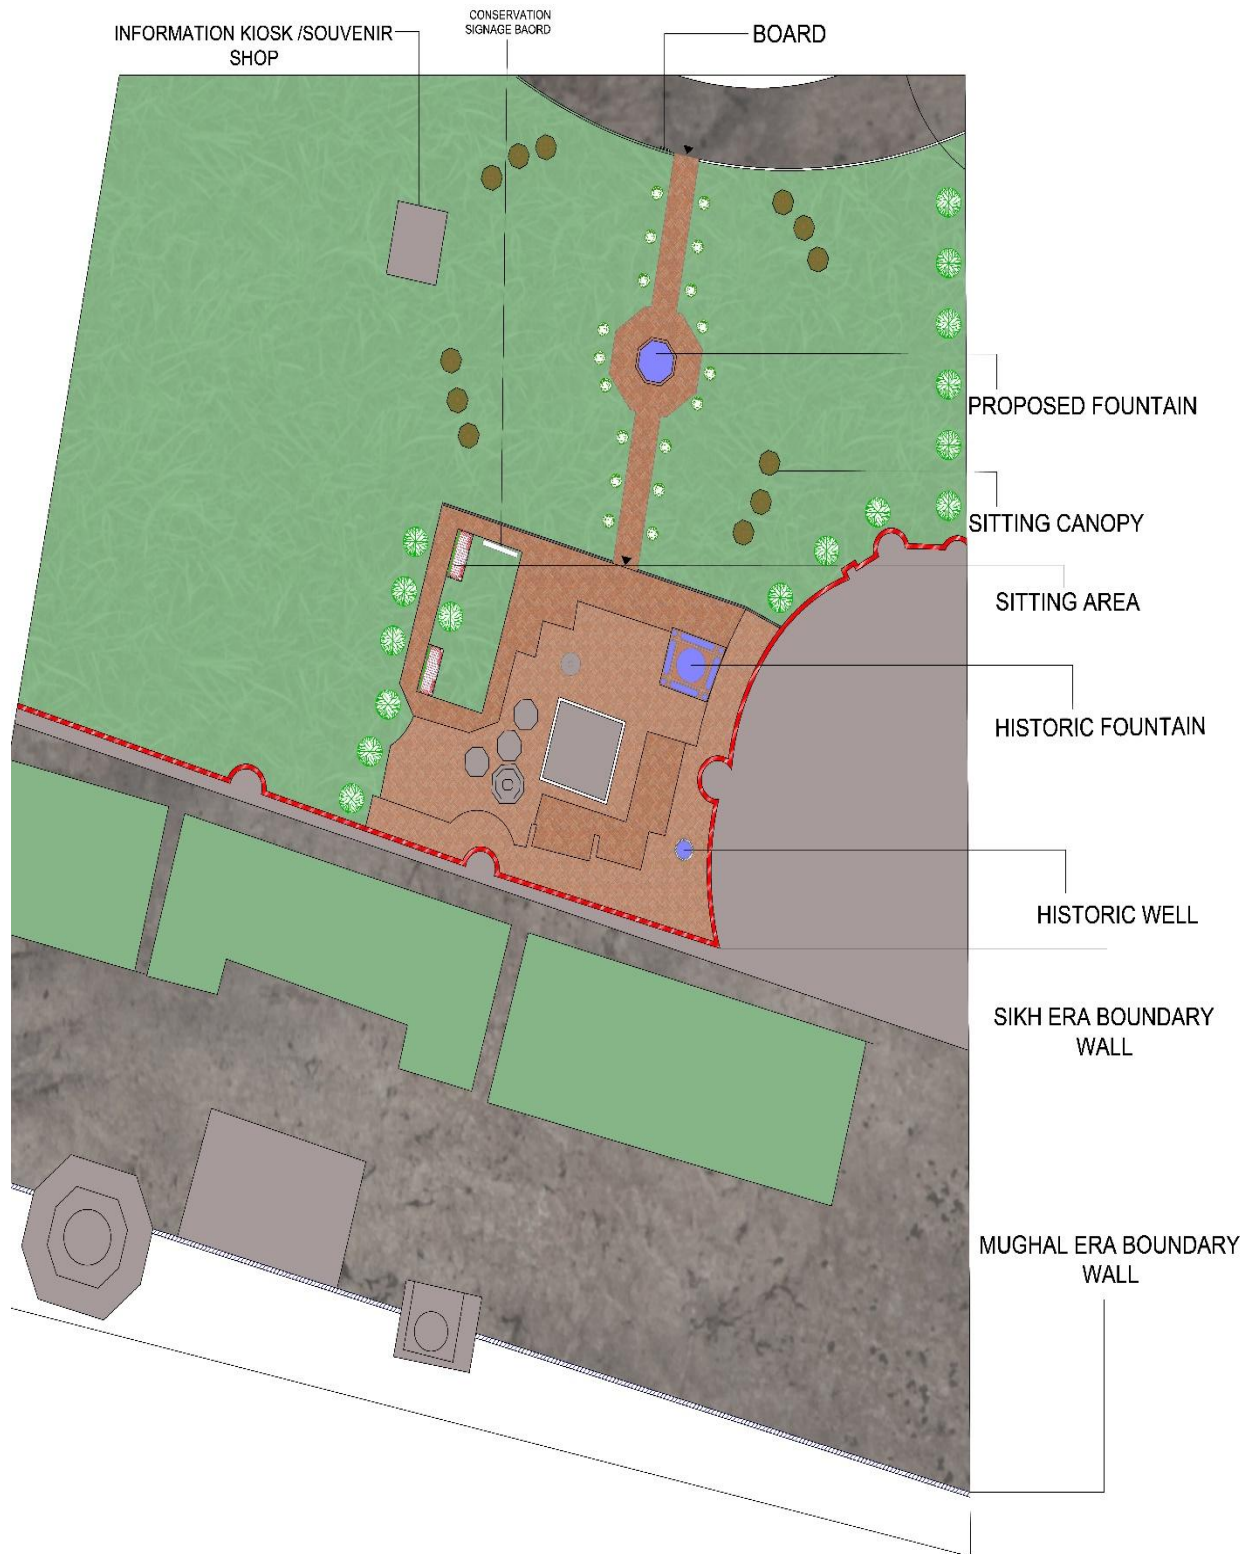 CONSERVATION
SIGNAGE BAORD
INFORMATION KIOSK /SOUVENIR
SHOP
BOARD
PROPOSED FOUNTAIN
SITTING CANOPY
SITTING AREA
HISTORIC FOUNTAIN
HISTORIC WELL
SIKH ERA BOUNDARY
WALL
MUGHAL ERA BOUNDARY
WALL